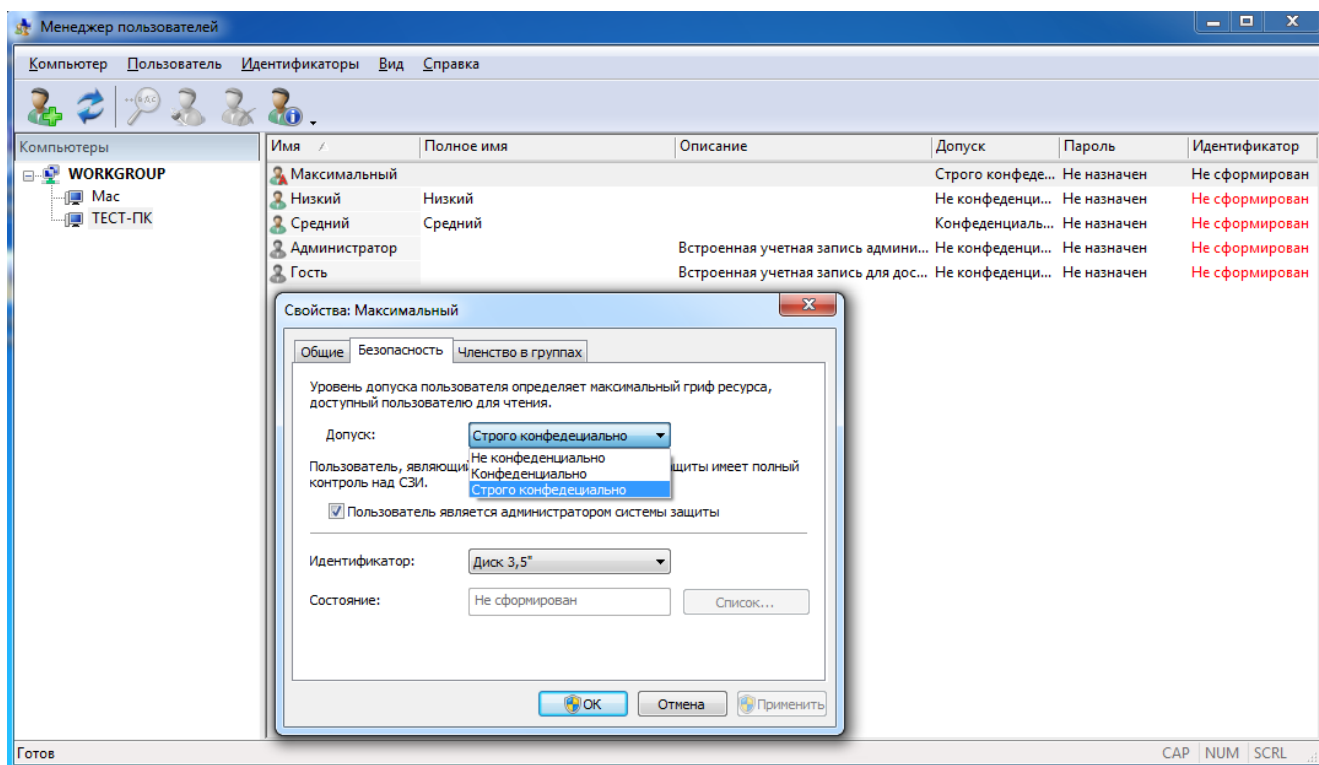 Менеджер пользователей
Компьютер Пользователь Идентификаторы Вид Справка
Компьютеры
WORKGROUP
Mac
ТЕСТ-ПК
Имя Полное имя Описание Допуск Пароль Идентификатор
Максимальный Строго конфеде... Не назначен Не сформирован
Низкий Низкий Не конфеденци... Не назначен Не сформирован
Средний Средний Конфеденциаль... Не назначен Не сформирован
Администратор Встроенная учетная запись админи... Не конфеденци... Не назначен Не сформирован
Гость Встроенная учетная запись для дос... Не конфеденци... Не назначен Не сформирован
Свойства: Максимальный
Общие Безопасность Членство в группах
Уровень допуска пользователя определяет максимальный гриф ресурса,
доступный пользователю для чтения.
Допуск: Строго конфедециально
Не конфеденциально
Конфеденциально
Строго конфедециально
Пользователь, являющи ащиты имеет полный
контроль над СЗИ.
Пользователь является администратором системы защиты
Идентификатор: Диск 3,5"
Состояние: Не сформирован Список...
ОК Отмена Применить
Готов CAP NUM SCRL